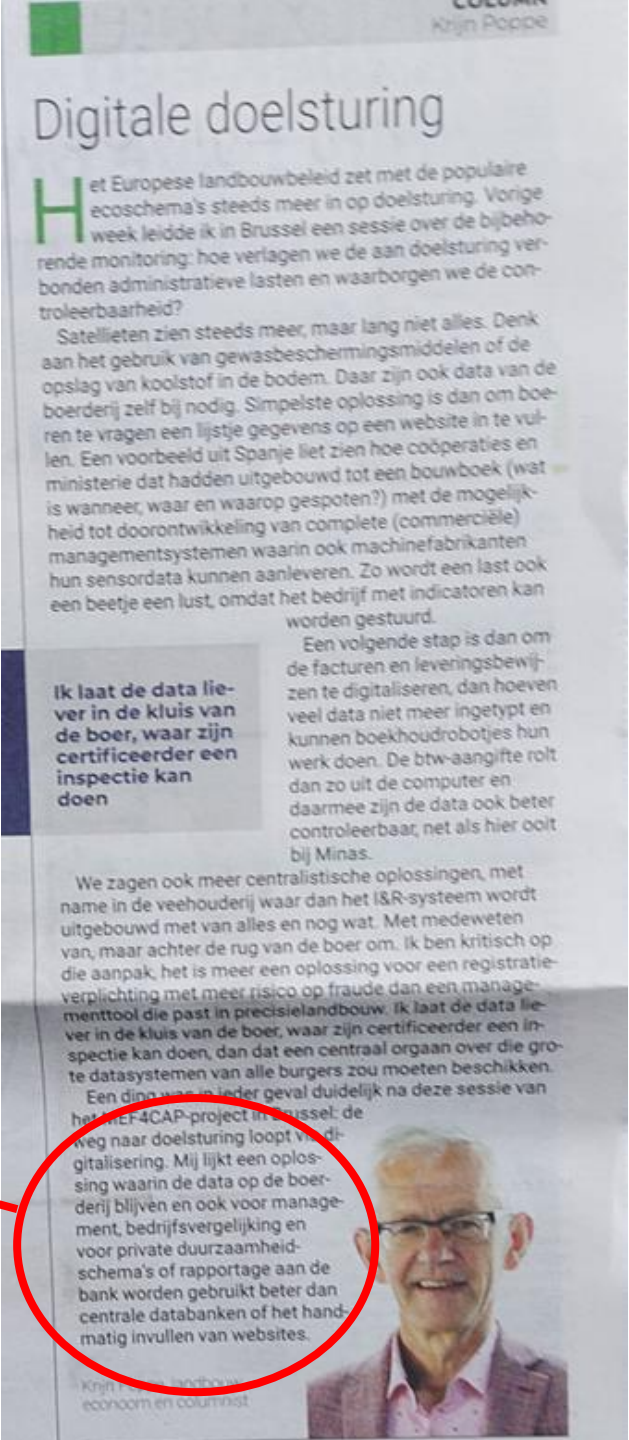 COLUMN
Krijn Poppe
Digitale doelsturing
Het Europese landbouwbeleid zet met de populaire
ecoschema's steeds meer in op doelsturing. Vorige
week leidde ik in Brussel een sessie over de bijbeho-
rende monitoring: hoe verlagen we de aan doelsturing ver-
bonden administratieve lasten en waarborgen we de con-
troleerbaarheid?
Satellieten zien steeds meer, maar lang niet alles. Denk
aan het gebruik van gewasbeschermingsmiddelen of de
opslag van koolstof in de bodem. Daar zijn ook data van de
boerderij zelf bij nodig. Simpelste oplossing is dan om boe-
ren te vragen een lijstje gegevens op een website in te vul-
len. Een voorbeeld uit Spanje liet zien hoe coöperaties en
ministerie dat hadden uitgebouwd tot een bouwboek (wat
is wanneer, waar en waarop gespoten?) met de mogelijk-
heid tot doorontwikkeling van complete (commerciële)
managementsystemen waarin ook machinefabrikanten
hun sensordata kunnen aanleveren. Zo wordt een last ook
een beetje een lust, omdat het bedrijf met indicatoren kan
worden gestuurd.
Een volgende stap is dan om
de facturen en leveringsbewij-
zen te digitaliseren, dan hoeven
veel data niet meer ingetypt en
kunnen boekhoudrobotjes hun
werk doen. De btw-aangifte rolt
dan zo uit de computer en
daarmee zijn de data ook beter
controleerbaar, net als hier ooit
bij Minas.
Ik laat de data lie-
ver in de kluis van
de boer, waar zijn
certificeerder een
inspectie kan
doen
We zagen ook meer centralistische oplossingen, met
name in de veehouderij waar dan het I&R-systeem wordt
uitgebouwd met van alles en nog wat. Met medeweten
van, maar achter de rug van de boer om. Ik ben kritisch op
die aanpak, het is meer een oplossing voor een registratie-
verplichting met meer risico op fraude dan een manage-
menttool die past in precisielandbouw. Ik laat de data lie-
ver in de kluis van de boer, waar zijn certificeerder een in-
spectie kan doen, dan dat een centraal orgaan over die gro-
te datasystemen van alle burgers zou moeten beschikken.
Een ding was in ieder geval duidelijk na deze sessie van
het MEF4CAP-project in Brussel: de
weg naar doelsturing loopt via di-
gitalisering. Mij lijkt een oplos-
sing waarin de data op de boer-
derij blijven en ook voor manage-
ment, bedrijfsvergelijking en
voor private duurzaamheid-
schema's of rapportage aan de
bank worden gebruikt beter dan
centrale databanken of het hand-
matig invullen van websites.
Krijn Poppe, landbouw-
econoom en columnist